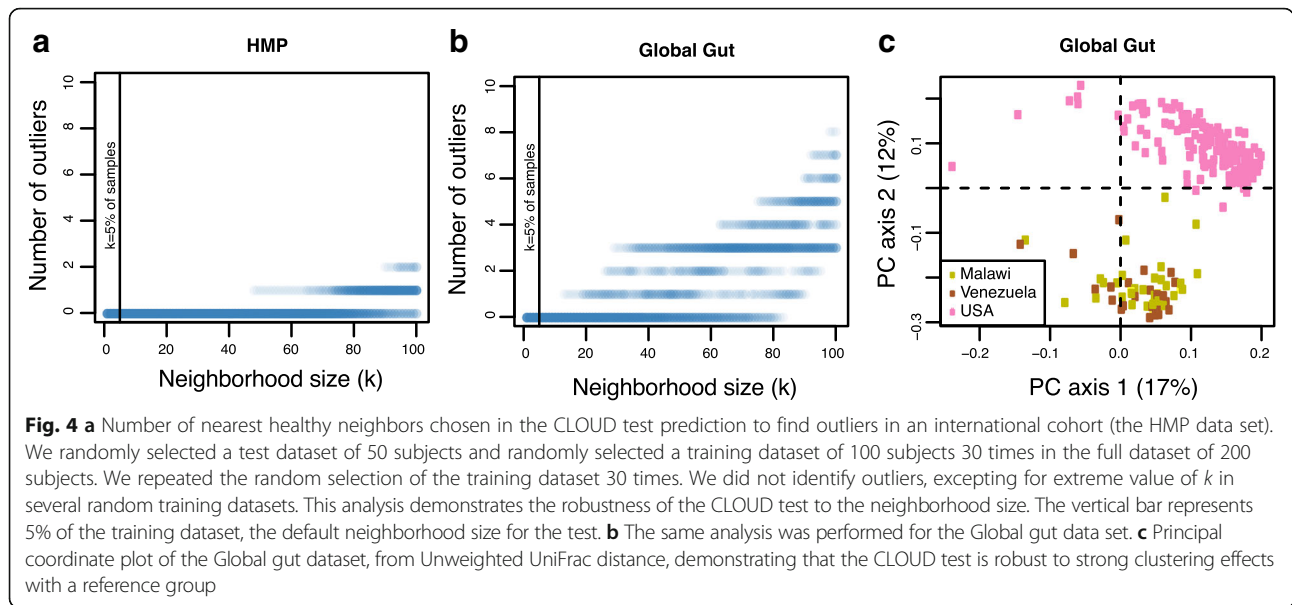 a
HMP
Number of outliers
10
8
6
4
2
0
k=5% of samples
0 20 40 60 80 100
Neighborhood size (k)
b
Global Gut
Number of outliers
10
8
6
4
2
0
k=5% of samples
0 20 40 60 80 100
Neighborhood size (k)
c
Global Gut
PC axis 2 (12%)
0.1
−0.1
−0.3
Malawi
Venezuela
USA
−0.2 −0.1 0.0 0.1 0.2
PC axis 1 (17%)
Fig. 4 a Number of nearest healthy neighbors chosen in the CLOUD test prediction to find outliers in an international cohort (the HMP data set).
We randomly selected a test dataset of 50 subjects and randomly selected a training dataset of 100 subjects 30 times in the full dataset of 200
subjects. We repeated the random selection of the training dataset 30 times. We did not identify outliers, excepting for extreme value of k in
several random training datasets. This analysis demonstrates the robustness of the CLOUD test to the neighborhood size. The vertical bar represents
5% of the training dataset, the default neighborhood size for the test. b The same analysis was performed for the Global gut data set. c Principal
coordinate plot of the Global gut dataset, from Unweighted UniFrac distance, demonstrating that the CLOUD test is robust to strong clustering effects
with a reference group